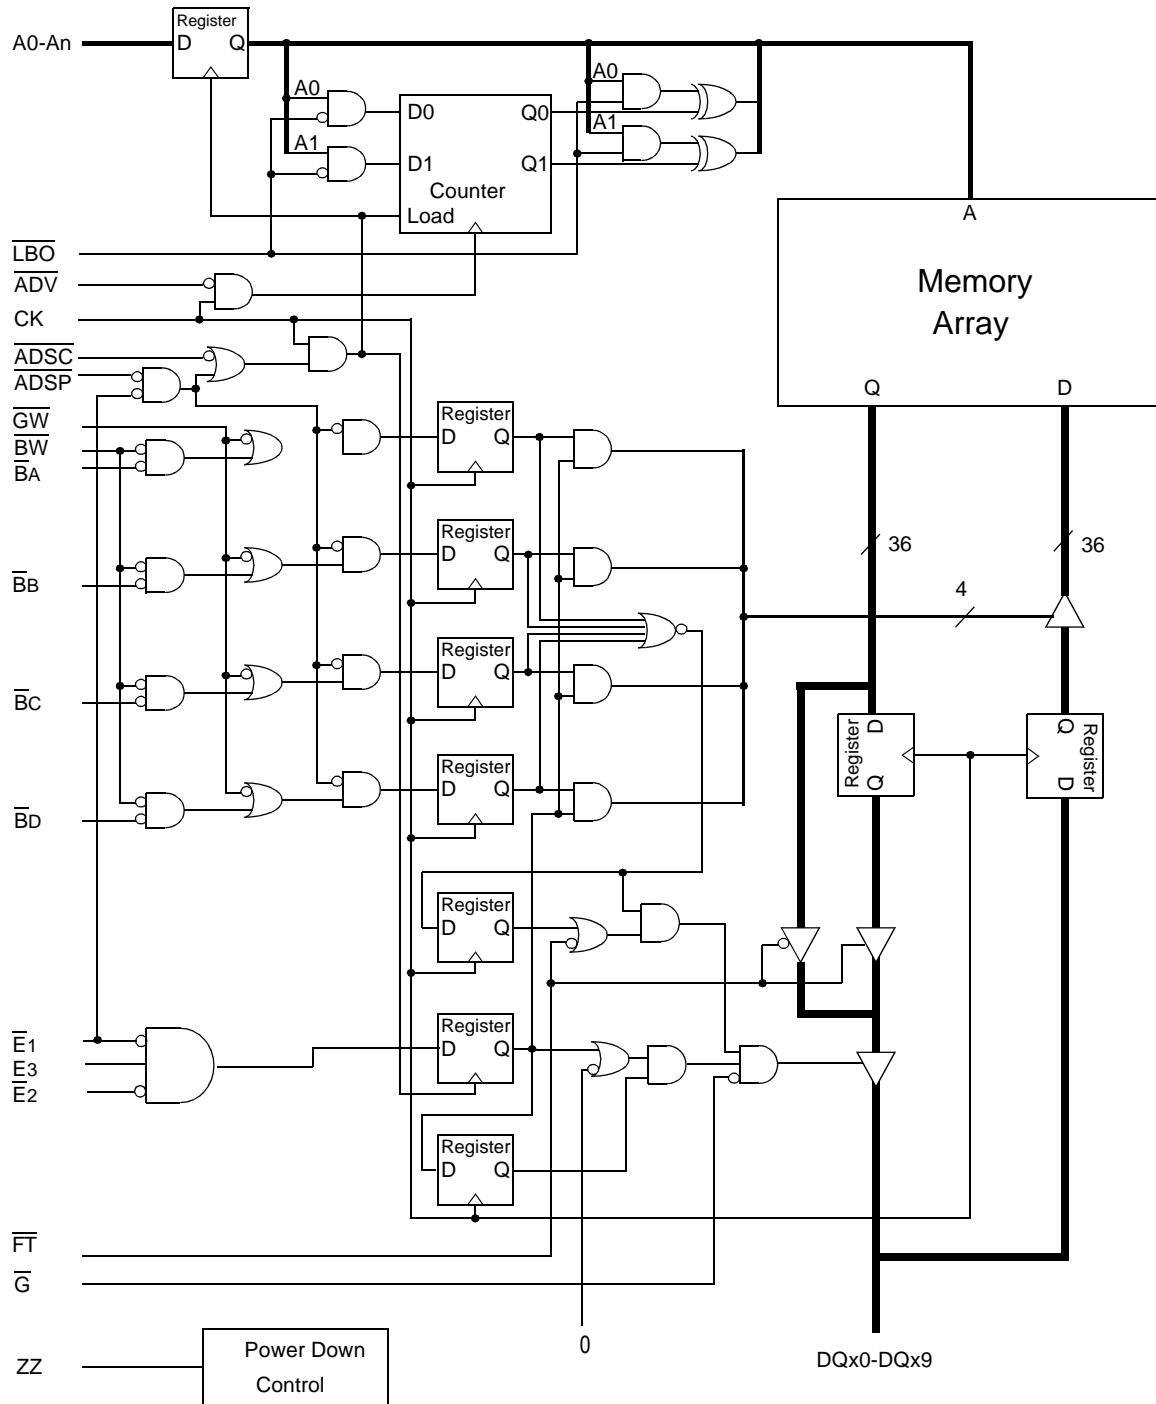 Register
A0-An
D Q
A0
A0
D0 Q0
A1
A1
D1 Q1
Counter
Load
A
LBO
ADV
CK
Memory
Array
ADSC
ADSP
Q D
GW
BW
BA
Register
D Q
36 36
Register
D Q
BB
4
Register
D Q
BC
D
Register
Q
Q
Register
D
Register
D Q
BD
Register
D Q
Register
D Q
E1
E3
E2
Register
D Q
FT
G
0
ZZ
Power Down
Control
DQx0-DQx9